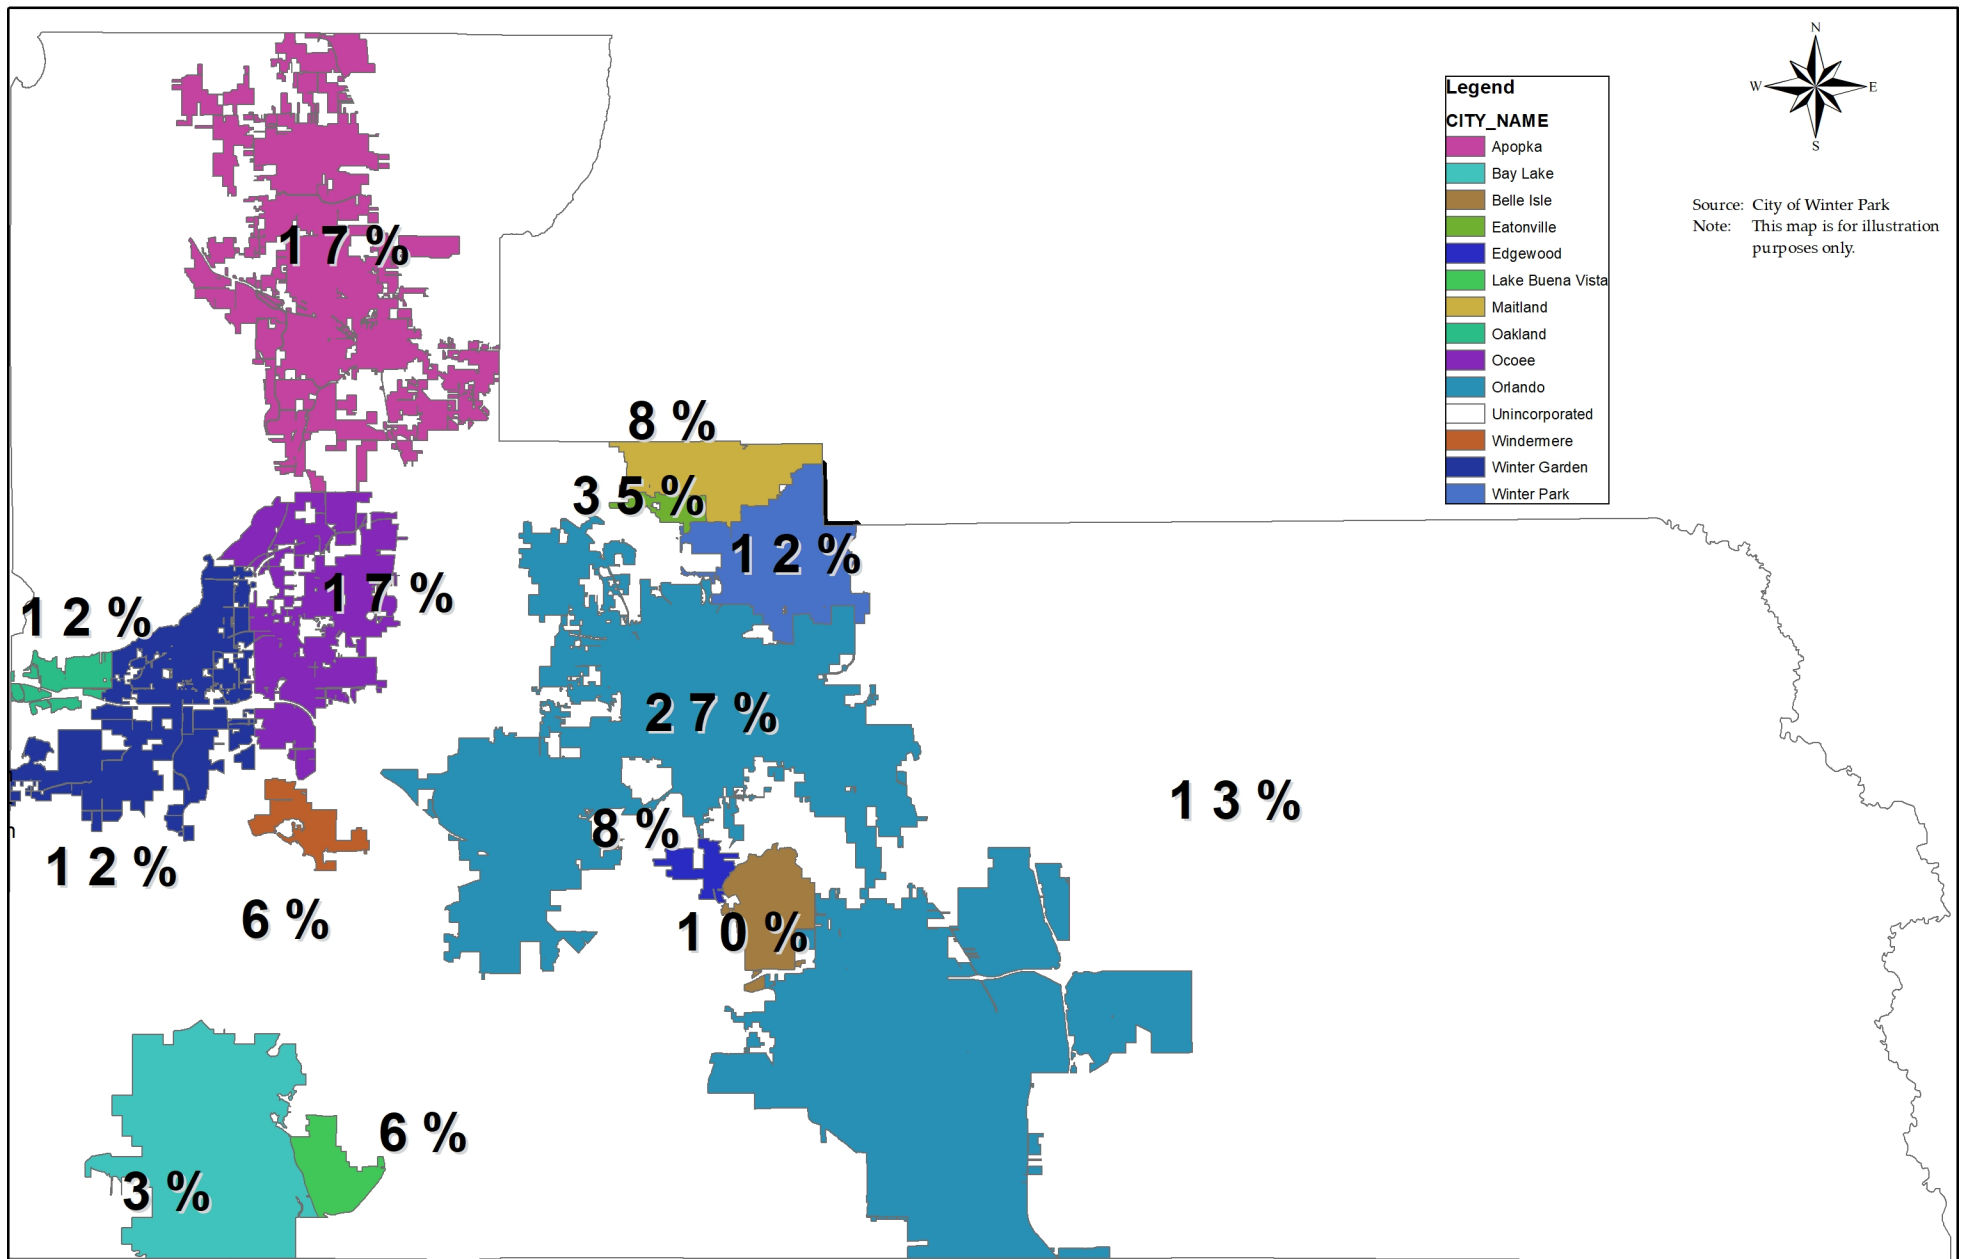 N
W
E
S
Legend
CITY_NAME
Apopka
Bay Lake
Belle Isle
Eatonville
Edgewood
Lake Buena Vista
Maitland
Oakland
Ocoee
Orlando
Unincorporated
Windermere
Winter Garden
Winter Park
Source: City of Winter Park
Note: This map is for illustration
purposes only.
17%
8%
35%
12%
17%
12%
27%
13%
8%
12%
6%
10%
6%
3%
n